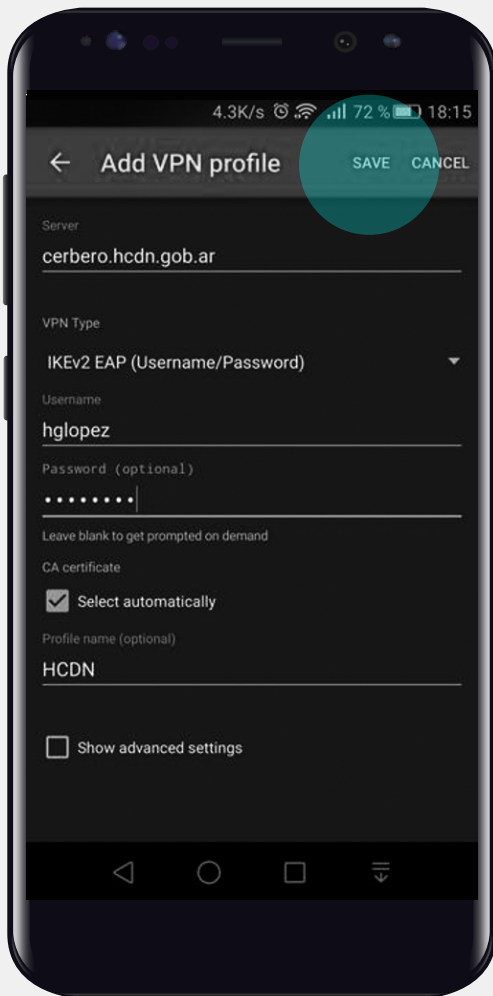 4.3K/s 72 % 18:15
Add VPN profile SAVE CANCEL
Server
cerbero.hcdn.gob.ar
VPN Type
IKEv2 EAP (Username/Password)
Username
hglopez
Password (optional)
••••••••
Leave blank to get prompted on demand
CA certificate
Select automatically
Profile name (optional)
HCDN
Show advanced settings